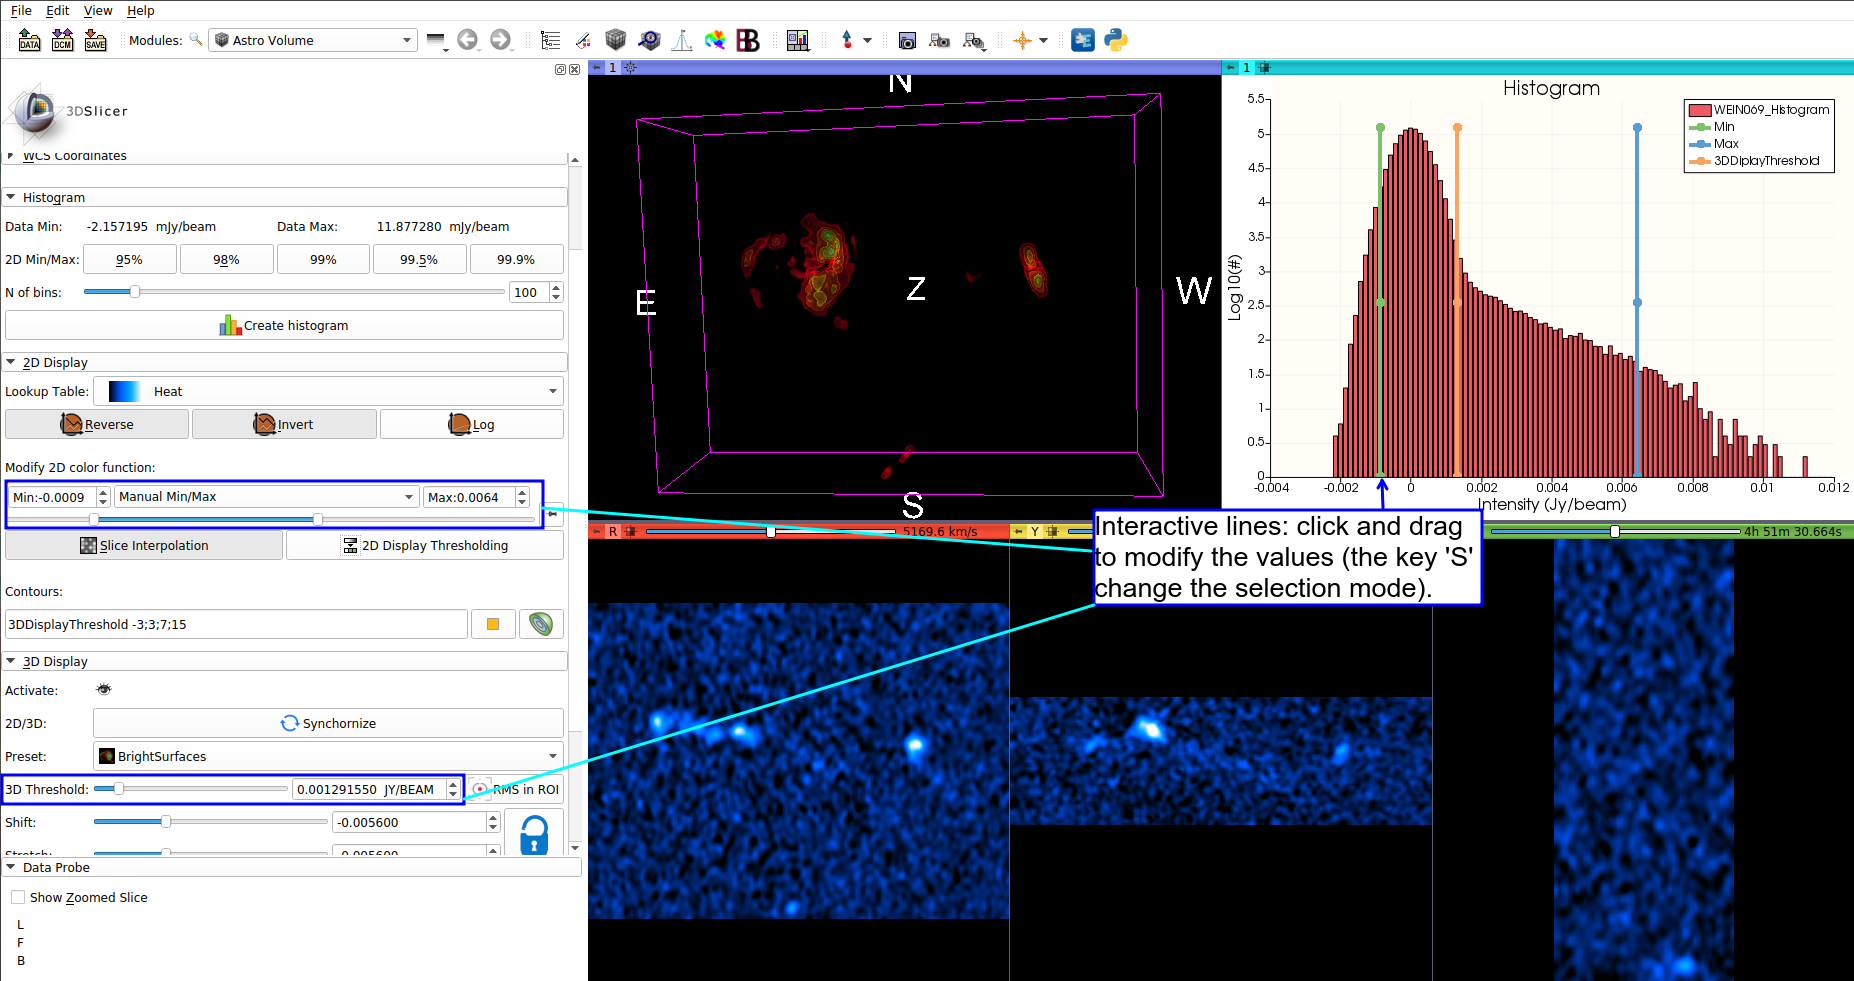 File Edit View Help
DATA DCM SAVE Modules: Astro Volume
3DSlicer
WCS Coordinates
Histogram
Data Min: -2.157195 mJy/beam Data Max: 11.877280 mJy/beam
2D Min/Max: 95% 98% 99% 99.5% 99.9%
N of bins: 100
Create histogram
2D Display
Lookup Table: Heat
Reverse Invert Log
Modify 2D color function:
Min:-0.0009 Manual Min/Max Max:0.0064
Slice Interpolation 2D Display Thresholding
Contours:
3DDisplayThreshold -3;3;7;15
3D Display
Activate:
2D/3D: Synchornize
Preset: BrightSurfaces
3D Threshold: 0.001291550 JY/BEAM RMS in ROI
Shift: -0.005600
Stretch: -0.005600
Data Probe
Show Zoomed Slice
L
F
B
1
N
E
Z
W
S
1
Histogram
WEIN069_Histogram
Min
Max
3DDiplayThreshold
5.5
5
4.5
4
3.5
3
2.5
2
1.5
1
0.5
0
Log10(#)
-0.004 -0.002 0 0.002 0.004 0.006 0.008 0.01 0.012
Intensity (Jy/beam)
R 5169.6 km/s
Y
4h 51m 30.664s
Interactive lines: click and drag
to modify the values (the key 'S'
change the selection mode).